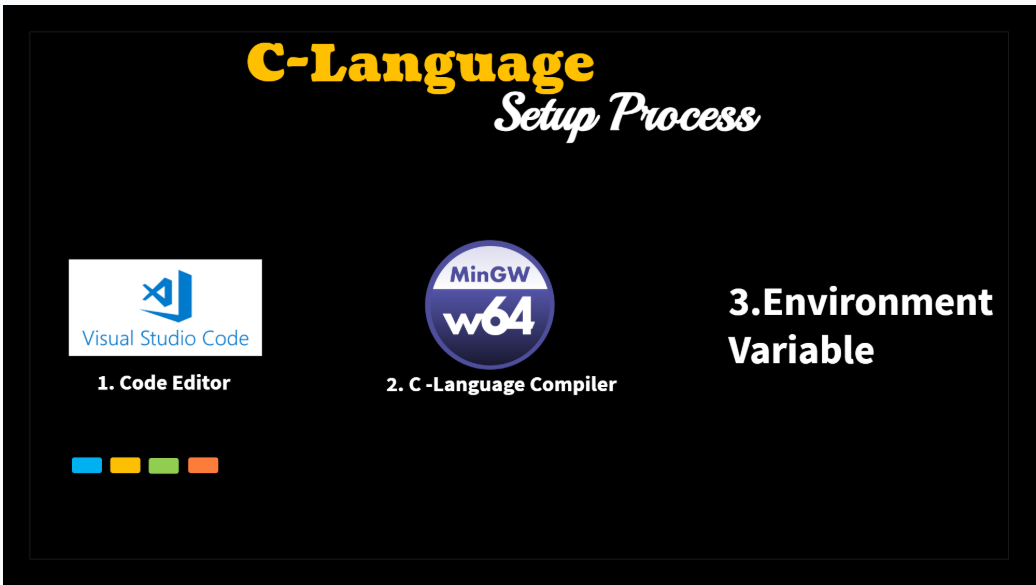 C-Language
Setup Process
Visual Studio Code
1. Code Editor
MinGW
w64
2. C -Language Compiler
3.Environment
Variable